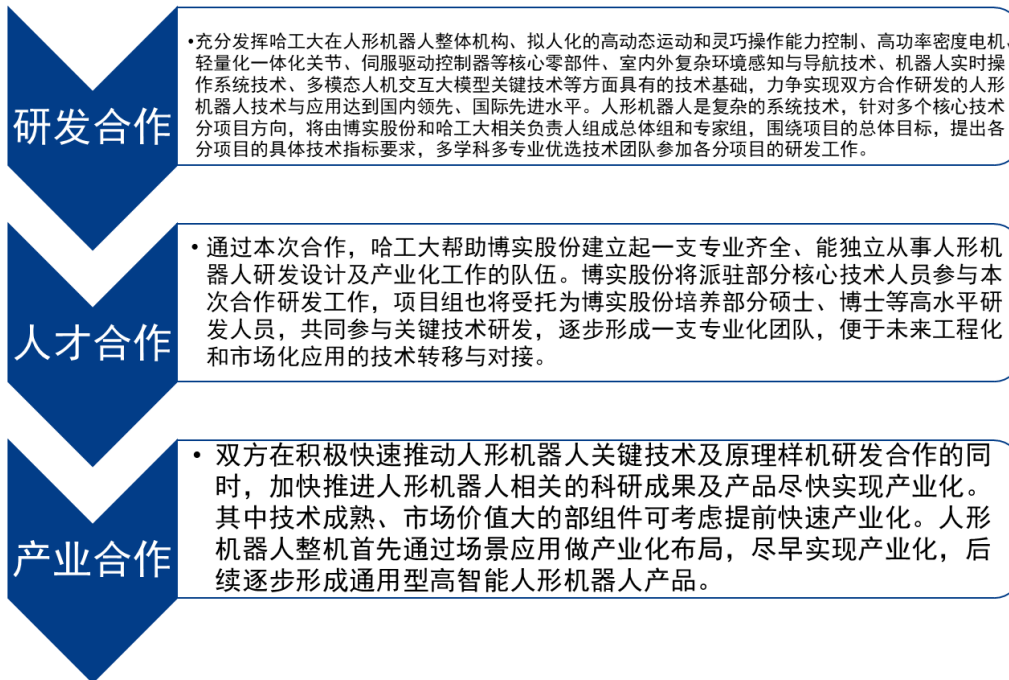 研发合作
•充分发挥哈工大在人形机器人整体机构、拟人化的高动态运动和灵巧操作能力控制、高功率密度电机、
轻量化一体化关节、伺服驱动控制器等核心零部件、室内外复杂环境感知与导航技术、机器人实时操
作系统技术、多模态人机交互大模型关键技术等方面具有的技术基础，力争实现双方合作研发的人形
机器人技术与应用达到国内领先、国际先进水平。人形机器人是复杂的系统技术，针对多个核心技术
分项目方向，将由博实股份和哈工大相关负责人组成总体组和专家组，围绕项目的总体目标，提出各
分项目的具体技术指标要求，多学科多专业优选技术团队参加各分项目的研发工作。
人才合作
•通过本次合作，哈工大帮助博实股份建立起一支专业齐全、能独立从事人形机
器人研发设计及产业化工作的队伍。博实股份将派驻部分核心技术人员参与本
次合作研发工作，项目组也将受托为博实股份培养部分硕士、博士等高水平研
发人员，共同参与关键技术研发，逐步形成一支专业化团队，便于未来工程化
和市场化应用的技术转移与对接。
产业合作
•双方在积极快速推动人形机器人关键技术及原理样机研发合作的同
时，加快推进人形机器人相关的科研成果及产品尽快实现产业化。
其中技术成熟、市场价值大的部组件可考虑提前快速产业化。人形
机器人整机首先通过场景应用做产业化布局，尽早实现产业化，后
续逐步形成通用型高智能人形机器人产品。